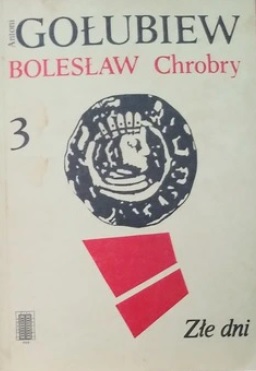 Antoni
GOŁUBIEW
BOLESŁAW Chrobry
3
Złe dni